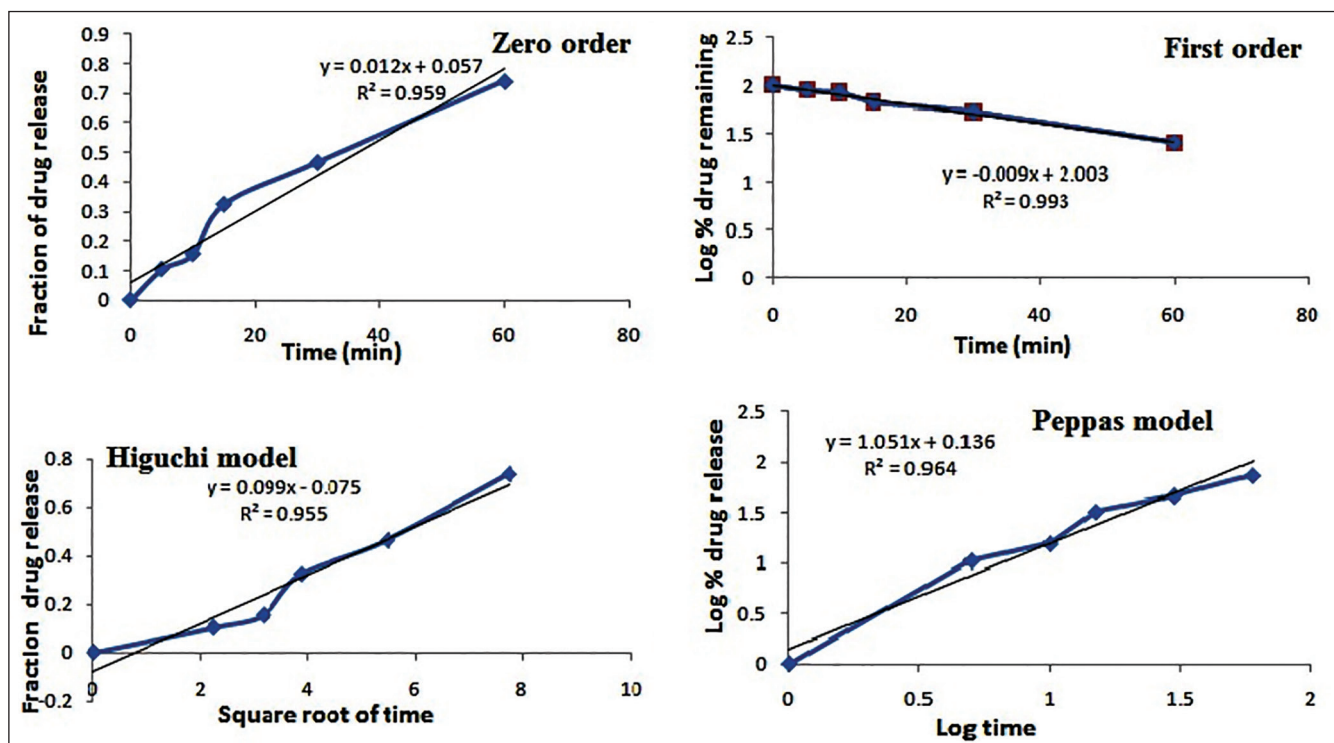 Zero order
y = 0.012x + 0.057
R² = 0.959
Fraction of drug release
0.9
0.8
0.7
0.6
0.5
0.4
0.3
0.2
0.1
0
0 20 40 60 80
Time (min)
First order
y = -0.009x + 2.003
R² = 0.993
Log % drug remaining
2.5
2
1.5
1
0.5
0
0 20 40 60 80
Time (min)
Higuchi model
y = 0.099x - 0.075
R² = 0.955
Fraction drug release
0.8
0.6
0.4
0.2
0
-0.2
0 2 4 6 8 10
Square root of time
Peppas model
y = 1.051x + 0.136
R² = 0.964
Log % drug release
2.5
2
1.5
1
0.5
0
0 0.5 1 1.5 2
Log time